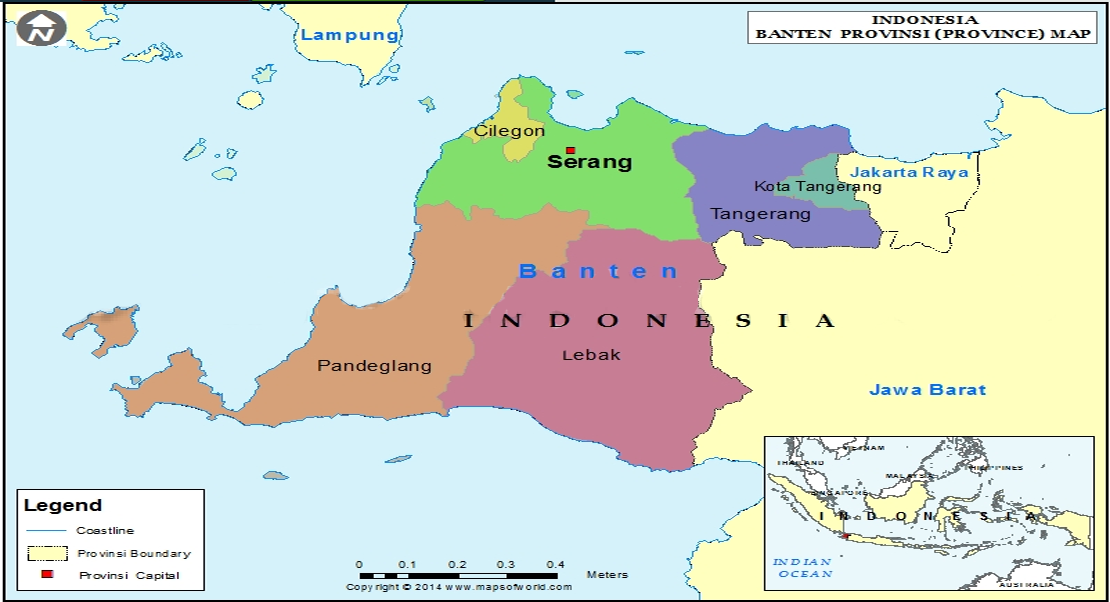 N
INDONESIA
BANTEN PROVINSI (PROVINCE) MAP
Lampung
Cilegon
Serang
Jakarta Raya
Kota Tangerang
Tangerang
Banten
INDONESIA
Lebak
Pandeglang
Jawa Barat
Legend
Coastline
Provinsi Boundary
Provinsi Capital
0 0.1 0.2 0.3 0.4
Meters
Copyright © 2014 www.mapsofworld.com
VIETNAM
THAILAND
PHILIPPINES
MALAYSIA
SINGAPORE
INDONESIA
INDIAN
OCEAN
AUSTRALIA